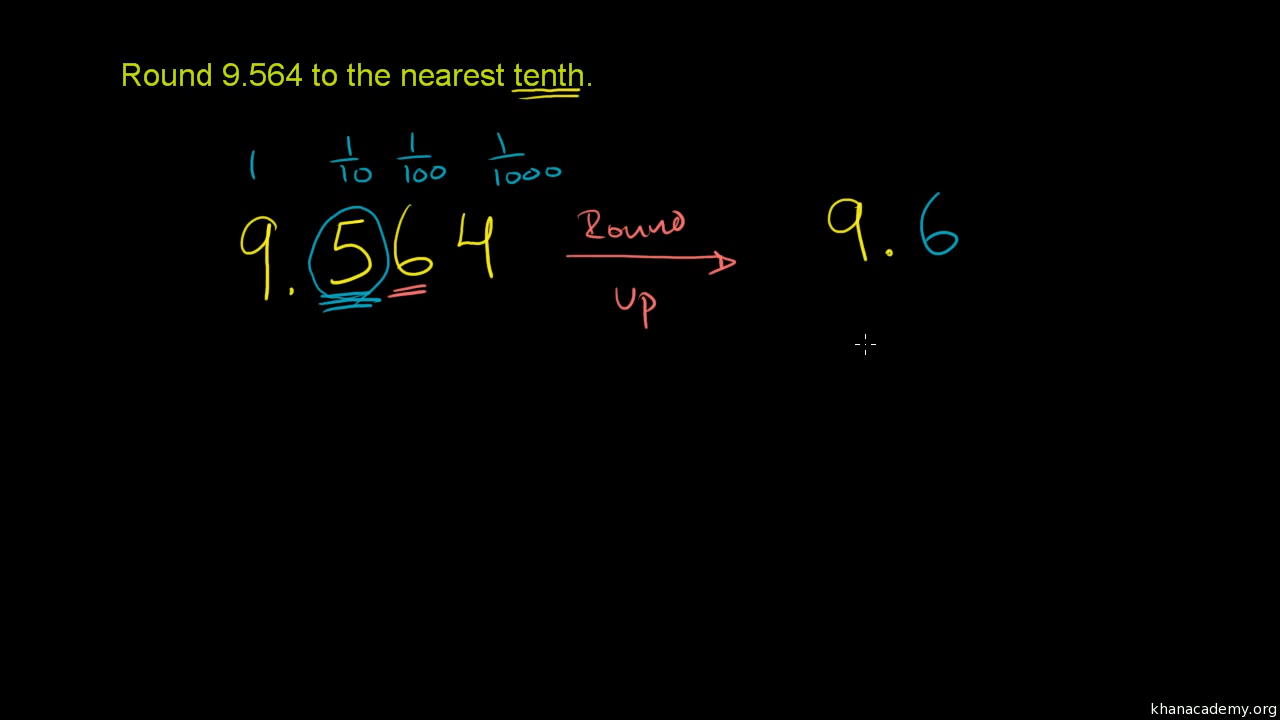 Round 9.564 to the nearest tenth.
1 1/10 1/100 1/1000
9.564 Round 9.6
Up
khanacademy.org